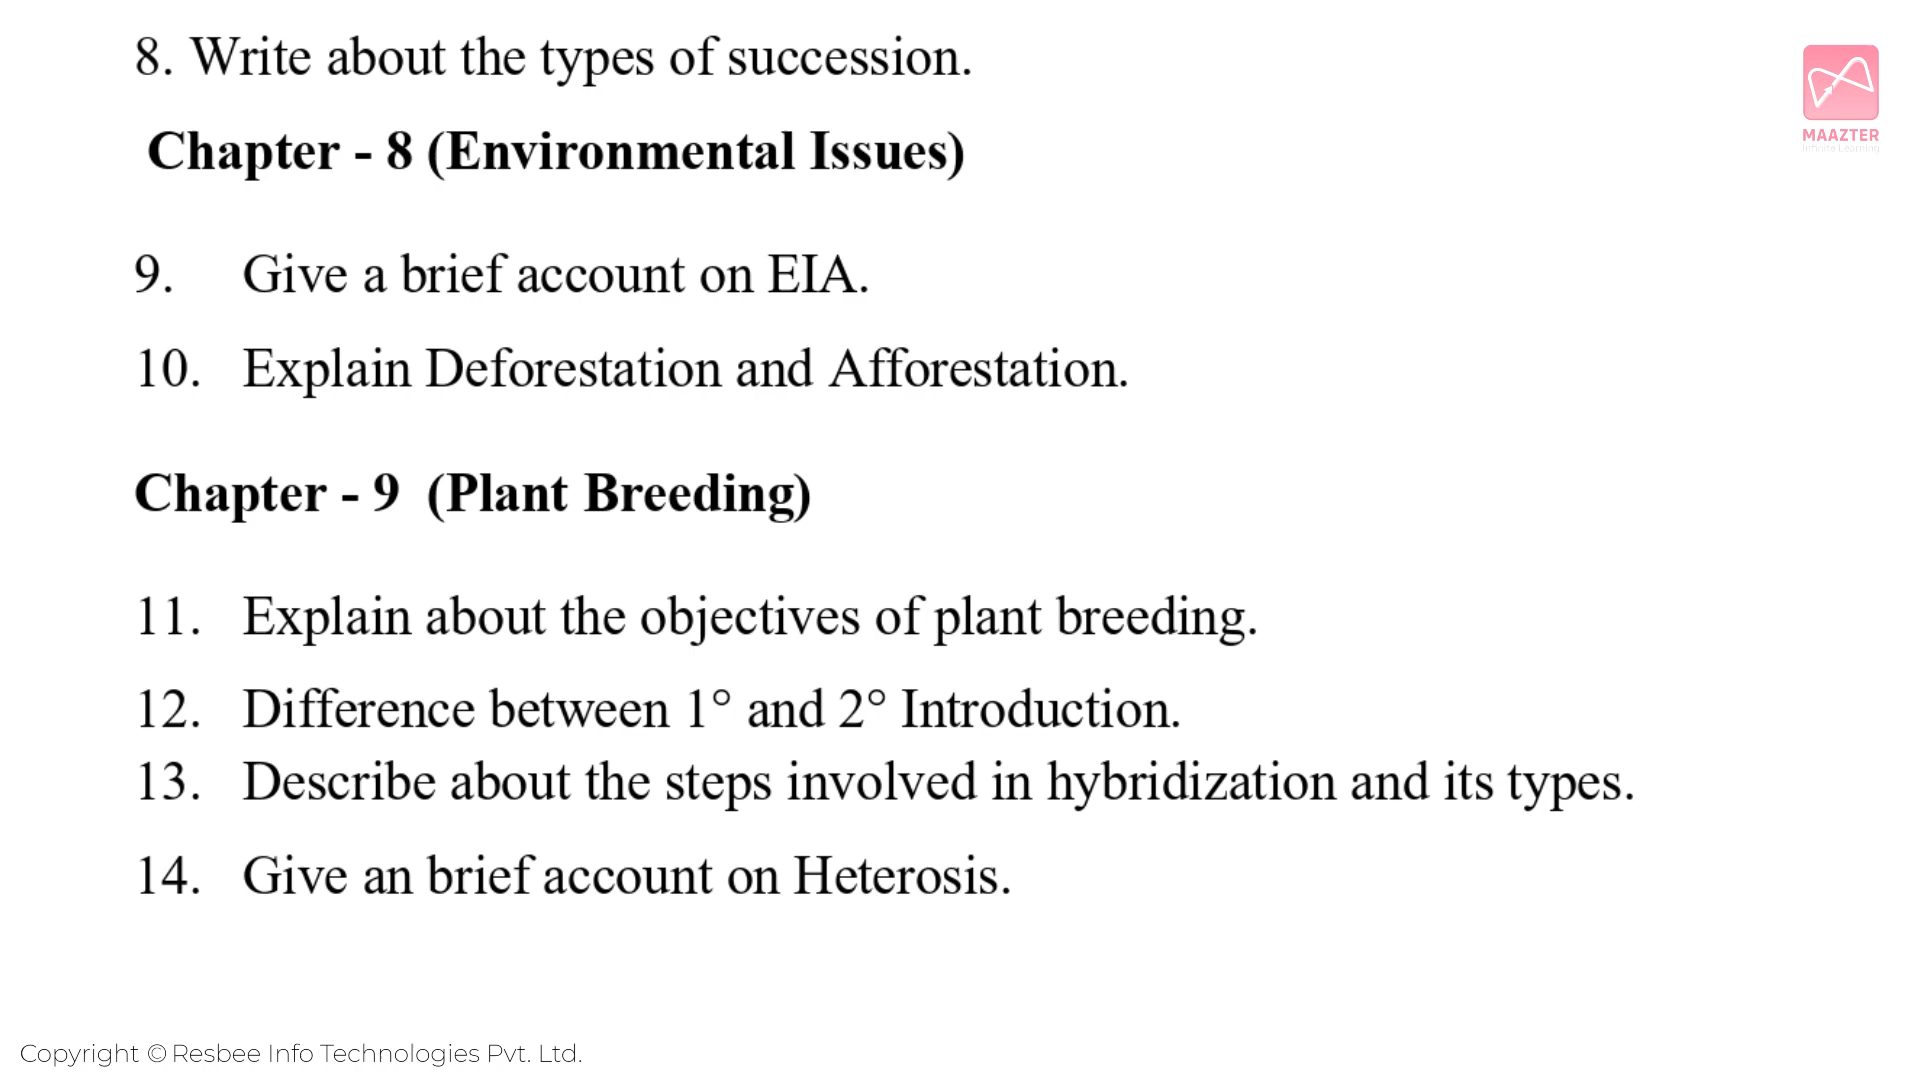 8. Write about the types of succession.
MAAZTER
Infinite Learning
Chapter - 8 (Environmental Issues)
9. Give a brief account on EIA.
10. Explain Deforestation and Afforestation.
Chapter - 9 (Plant Breeding)
11. Explain about the objectives of plant breeding.
12. Difference between 1° and 2° Introduction.
13. Describe about the steps involved in hybridization and its types.
14. Give an brief account on Heterosis.
Copyright © Resbee Info Technologies Pvt. Ltd.